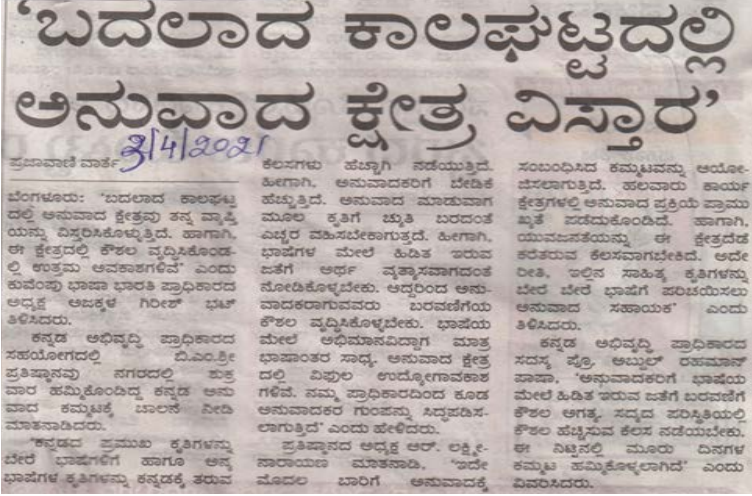 'ಬದಲಾದ ಕಾಲಘಟ್ಟದಲ್ಲಿ
ಅನುವಾದ ಕ್ಷೇತ್ರ ವಿಸ್ತಾರ'
ಪ್ರಜಾವಾಣಿ ವಾರ್ತೆ 3/4/2021
ಬೆಂಗಳೂರು: 'ಬದಲಾದ ಕಾಲಘಟ್ಟ
ದಲ್ಲಿ ಅನುವಾದ ಕ್ಷೇತ್ರವು ತನ್ನ ವ್ಯಾಪ್ತಿ
ಯನ್ನು ವಿಸ್ತರಿಸಿಕೊಳ್ಳುತ್ತಿದೆ. ಹಾಗಾಗಿ,
ಈ ಕ್ಷೇತ್ರದಲ್ಲಿ ಕೌಶಲ ವೃದ್ಧಿಸಿಕೊಂಡ
ಲ್ಲಿ ಉತ್ತಮ ಅವಕಾಶಗಳಿವೆ' ಎಂದು
ಕುವೆಂಪು ಭಾಷಾ ಭಾರತಿ ಪ್ರಾಧಿಕಾರದ
ಅಧ್ಯಕ್ಷ ಅಜಕ್ಕಳ ಗಿರೀಶ್ ಭಟ್
ತಿಳಿಸಿದರು.
ಕನ್ನಡ ಅಭಿವೃದ್ಧಿ ಪ್ರಾಧಿಕಾರದ
ಸಹಯೋಗದಲ್ಲಿ ಬಿ.ಎಂ.ಶ್ರೀ
ಪ್ರತಿಷ್ಠಾನವು ನಗರದಲ್ಲಿ ಶುಕ್ರ
ವಾರ ಹಮ್ಮಿಕೊಂಡಿದ್ದ ಕನ್ನಡ ಅನು
ವಾದ ಕಮ್ಮಟಕ್ಕೆ ಚಾಲನೆ ನೀಡಿ
ಮಾತನಾಡಿದರು.
'ಕನ್ನಡದ ಪ್ರಮುಖ ಕೃತಿಗಳನ್ನು
ಬೇರೆ ಭಾಷೆಗಳಿಗೆ ಹಾಗೂ ಅನ್ಯ
ಭಾಷೆಗಳ ಕೃತಿಗಳನ್ನು ಕನ್ನಡಕ್ಕೆ ತರುವ
ಕೆಲಸಗಳು ಹೆಚ್ಚಾಗಿ ನಡೆಯುತ್ತಿದೆ.
ಹೀಗಾಗಿ, ಅನುವಾದಕರಿಗೆ ಬೇಡಿಕೆ
ಹೆಚ್ಚುತ್ತಿದೆ. ಅನುವಾದ ಮಾಡುವಾಗ
ಮೂಲ ಕೃತಿಗೆ ಚ್ಯುತಿ ಬರದಂತೆ
ಎಚ್ಚರ ವಹಿಸಬೇಕಾಗುತ್ತದೆ. ಹೀಗಾಗಿ,
ಭಾಷೆಗಳ ಮೇಲೆ ಹಿಡಿತ ಇರುವ
ಜತೆಗೆ ಅರ್ಥ ವ್ಯತ್ಯಾಸವಾಗದಂತೆ
ನೋಡಿಕೊಳ್ಳಬೇಕು. ಆದ್ದರಿಂದ ಅನು
ವಾದಕರಾಗುವವರು ಬರವಣಿಗೆಯ
ಕೌಶಲ ವೃದ್ಧಿಸಿಕೊಳ್ಳಬೇಕು. ಭಾಷೆಯ
ಮೇಲೆ ಅಭಿಮಾನವಿದ್ದಾಗ ಮಾತ್ರ
ಭಾಷಾಂತರ ಸಾಧ್ಯ. ಅನುವಾದ ಕ್ಷೇತ್ರ
ದಲ್ಲಿ ವಿಫುಲ ಉದ್ಯೋಗಾವಕಾಶ
ಗಳಿವೆ. ನಮ್ಮ ಪ್ರಾಧಿಕಾರದಿಂದ ಕೂಡ
ಅನುವಾದಕರ ಗುಂಪನ್ನು ಸಿದ್ಧಪಡಿಸ
ಲಾಗುತ್ತಿದೆ' ಎಂದು ಹೇಳಿದರು.
ಪ್ರತಿಷ್ಠಾನದ ಅಧ್ಯಕ್ಷ ಆರ್. ಲಕ್ಷ್ಮೀ
ನಾರಾಯಣ ಮಾತನಾಡಿ, 'ಇದೇ
ಮೊದಲ ಬಾರಿಗೆ ಅನುವಾದಕ್ಕೆ
ಸಂಬಂಧಿಸಿದ ಕಮ್ಮಟವನ್ನು ಆಯೋ
ಜಿಸಲಾಗುತ್ತಿದೆ. ಹಲವಾರು ಕಾರ್ಯ
ಕ್ಷೇತ್ರಗಳಲ್ಲಿ ಅನುವಾದ ಪ್ರಕ್ರಿಯೆ ಪ್ರಾಮು
ಖ್ಯತೆ ಪಡೆದುಕೊಂಡಿದೆ. ಹಾಗಾಗಿ,
ಯುವಜನತೆಯನ್ನು ಈ ಕ್ಷೇತ್ರದೆಡೆ
ಕರೆತರುವ ಕೆಲಸವಾಗಬೇಕಿದೆ. ಅದೇ
ರೀತಿ, ಇಲ್ಲಿನ ಸಾಹಿತ್ಯ ಕೃತಿಗಳನ್ನು
ಬೇರೆ ಬೇರೆ ಭಾಷೆಗೆ ಪರಿಚಯಿಸಲು
ಅನುವಾದ ಸಹಾಯಕ' ಎಂದು
ತಿಳಿಸಿದರು.
ಕನ್ನಡ ಅಭಿವೃದ್ಧಿ ಪ್ರಾಧಿಕಾರದ
ಸದಸ್ಯ ಪ್ರೊ. ಅಬ್ದುಲ್ ರೆಹಮಾನ್
ಪಾಷಾ, 'ಅನುವಾದಕರಿಗೆ ಭಾಷೆಯ
ಮೇಲೆ ಹಿಡಿತ ಇರುವ ಜತೆಗೆ ಬರವಣಿಗೆ
ಕೌಶಲ ಅಗತ್ಯ. ಸದ್ಯದ ಪರಿಸ್ಥಿತಿಯಲ್ಲಿ
ಕೌಶಲ ಹೆಚ್ಚಿಸುವ ಕೆಲಸ ನಡೆಯಬೇಕು.
ಈ ನಿಟ್ಟಿನಲ್ಲಿ ಮೂರು ದಿನಗಳ
ಕಮ್ಮಟ ಹಮ್ಮಿಕೊಳ್ಳಲಾಗಿದೆ' ಎಂದು
ವಿವರಿಸಿದರು.